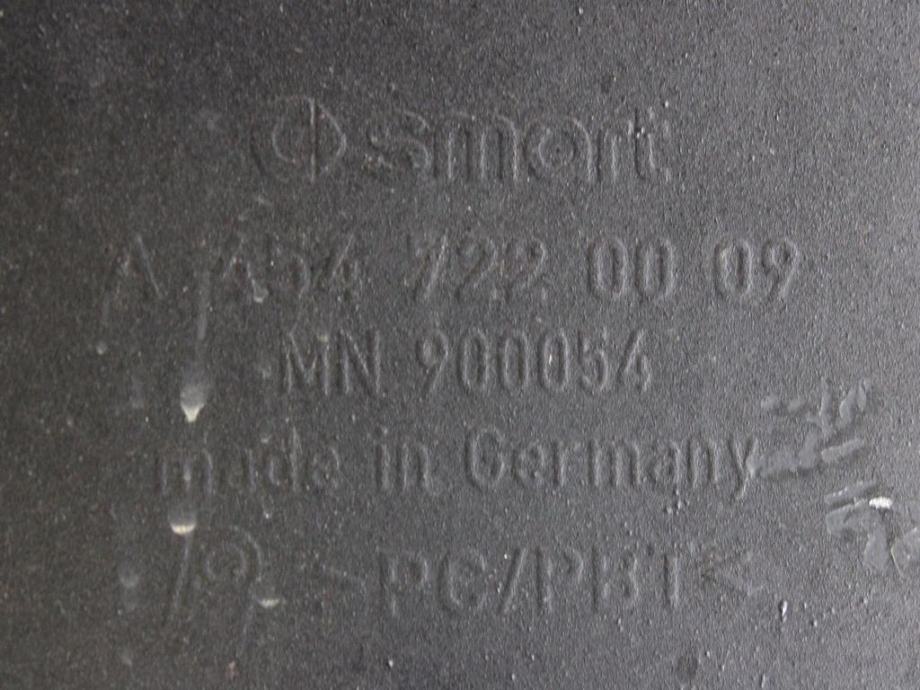 smart
A 454 722 00 09
MN 900054
made in Germany
>PC/PBT<